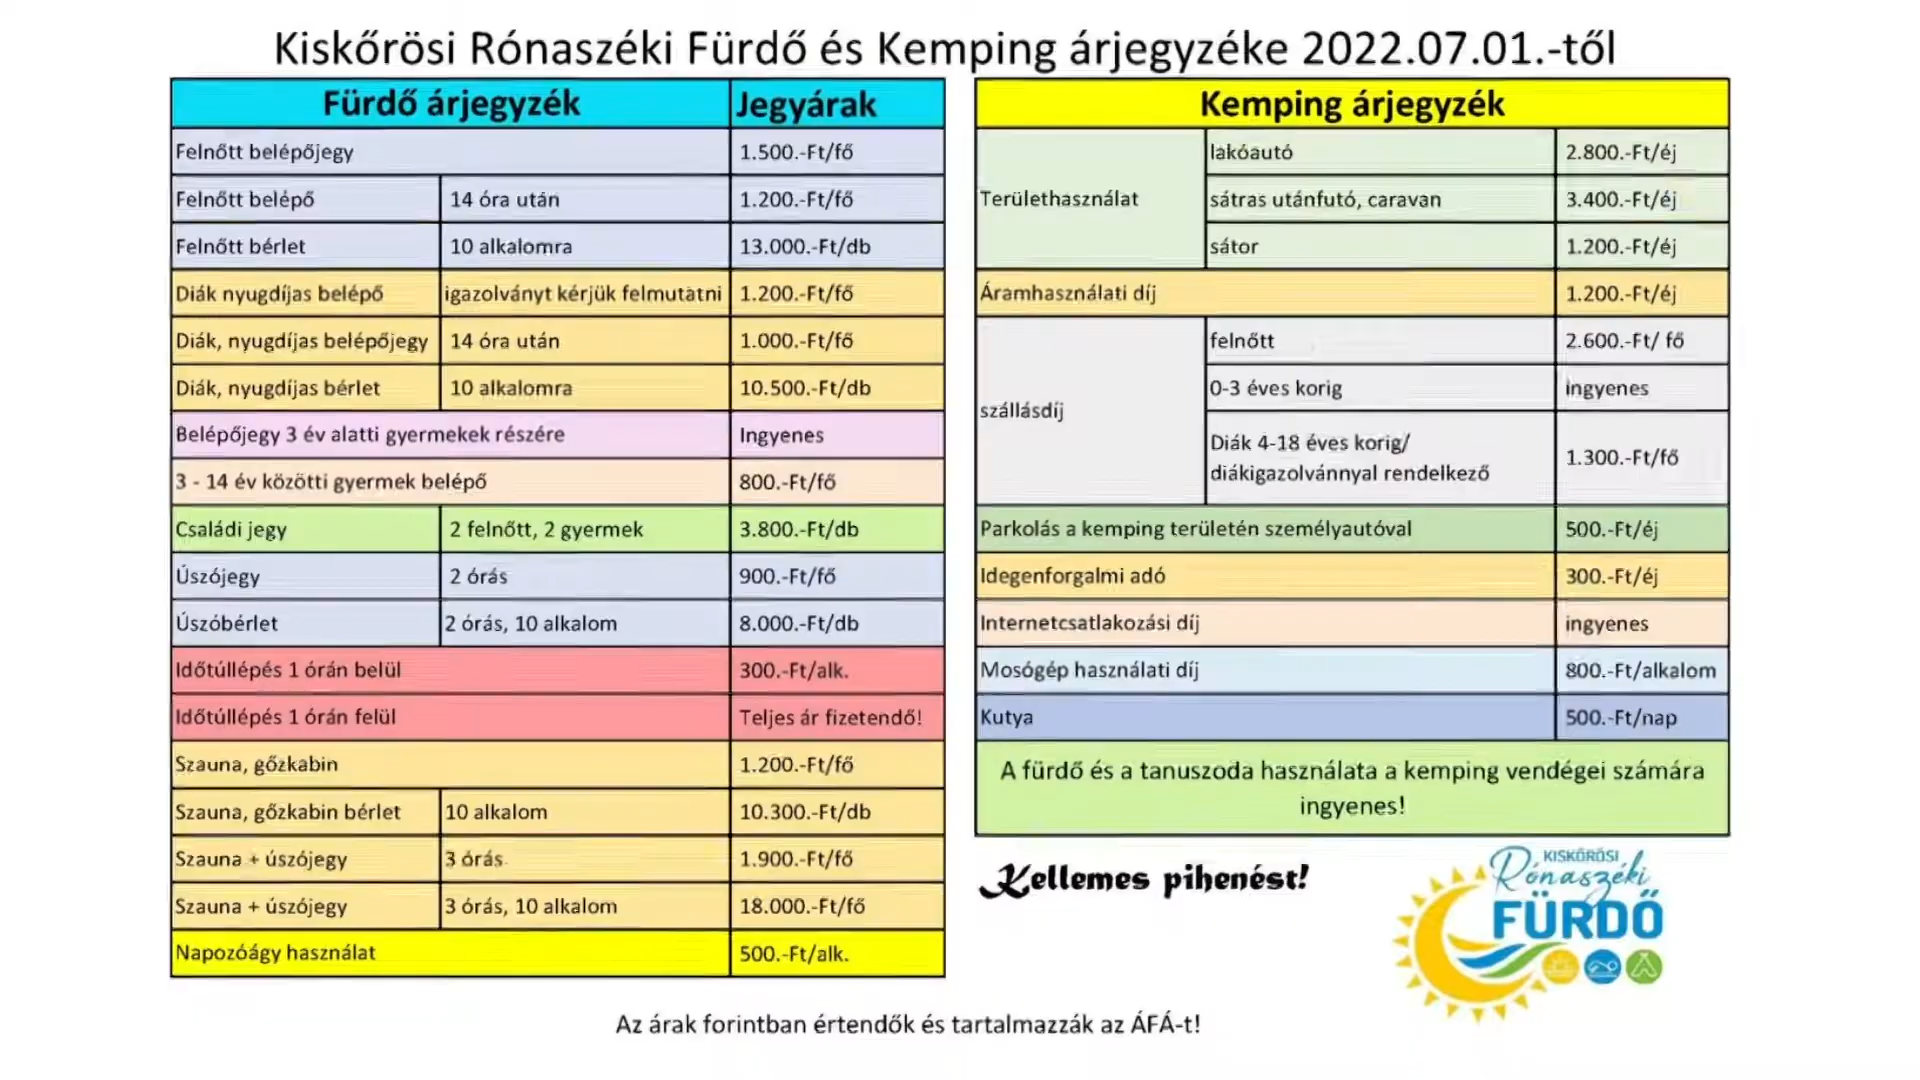 Kiskőrösi Rónaszéki Fürdő és Kemping árjegyzéke 2022.07.01.-től
Fürdő árjegyzék Jegyárak
Felnőtt belépőjegy 1.500.-Ft/fő
Felnőtt belépő 14 óra után 1.200.-Ft/fő
Felnőtt bérlet 10 alkalomra 13.000.-Ft/db
Diák nyugdíjas belépő igazolványt kérjük felmutatni 1.200.-Ft/fő
Diák, nyugdíjas belépőjegy 14 óra után 1.000.-Ft/fő
Diák, nyugdíjas bérlet 10 alkalomra 10.500.-Ft/db
Belépőjegy 3 év alatti gyermekek részére Ingyenes
3 - 14 év közötti gyermek belépő 800.-Ft/fő
Családi jegy 2 felnőtt, 2 gyermek 3.800.-Ft/db
Úszójegy 2 órás 900.-Ft/fő
Úszóbérlet 2 órás, 10 alkalom 8.000.-Ft/db
Időtúllépés 1 órán belül 300.-Ft/alk.
Időtúllépés 1 órán felül Teljes ár fizetendő!
Szauna, gőzkabin 1.200.-Ft/fő
Szauna, gőzkabin bérlet 10 alkalom 10.300.-Ft/db
Szauna + úszójegy 3 órás 1.900.-Ft/fő
Szauna + úszójegy 3 órás, 10 alkalom 18.000.-Ft/fő
Napozóágy használat 500.-Ft/alk.
Kemping árjegyzék
Területhasználat
lakóautó 2.800.-Ft/éj
sátras utánfutó, caravan 3.400.-Ft/éj
sátor 1.200.-Ft/éj
Áramhasználati díj 1.200.-Ft/éj
szállásdíj
felnőtt 2.600.-Ft/ fő
0-3 éves korig ingyenes
Diák 4-18 éves korig/
diákigazolvánnyal rendelkező 1.300.-Ft/fő
Parkolás a kemping területén személyautóval 500.-Ft/éj
Idegenforgalmi adó 300.-Ft/éj
Internetcsatlakozási díj ingyenes
Mosógép használati díj 800.-Ft/alkalom
Kutya 500.-Ft/nap
A fürdő és a tanuszoda használata a kemping vendégei számára
ingyenes!
Kellemes pihenést!
KISKŐRÖSI
Rónaszéki
FÜRDŐ
Az árak forintban értendők és tartalmazzák az ÁFÁ-t!